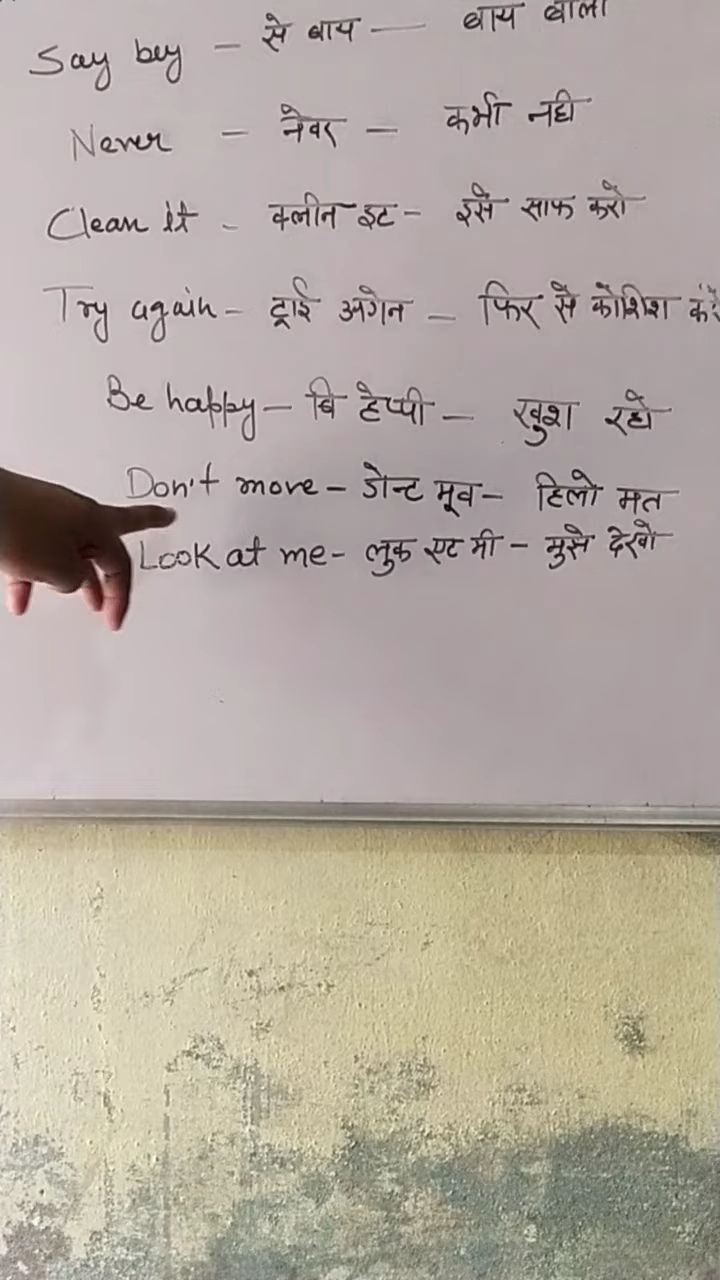 Say bey – से बाय – बाय बोलो
Never – नेवर – कभी नही
Clean It – क्लीन इट – इसे साफ करो
Try again – ट्राई अगेन – फिर से कोशिश करें
Be happy – बि हेप्पी – खुश रहो
Don't move – डोन्ट मूव – हिलो मत
Look at me – लुक एट मी – मुसे देखो